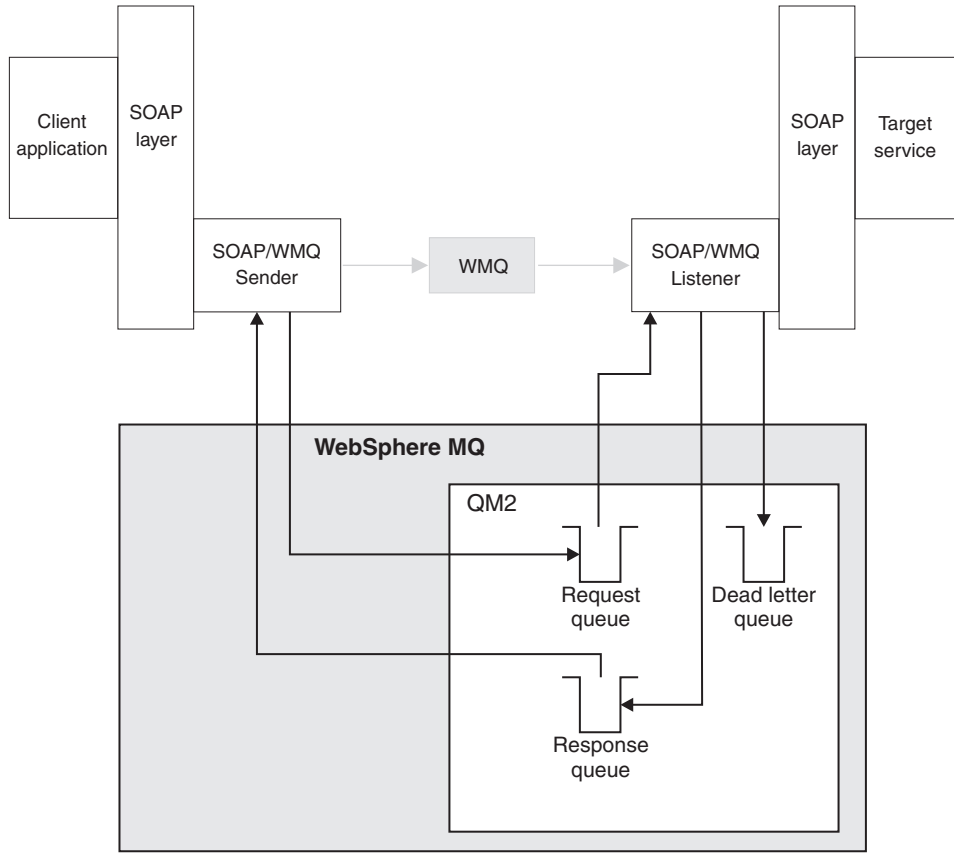 Client
application
SOAP
layer
SOAP/WMQ
Sender
WMQ
SOAP/WMQ
Listener
SOAP
layer
Target
service
WebSphere MQ
QM2
Request
queue
Dead letter
queue
Response
queue